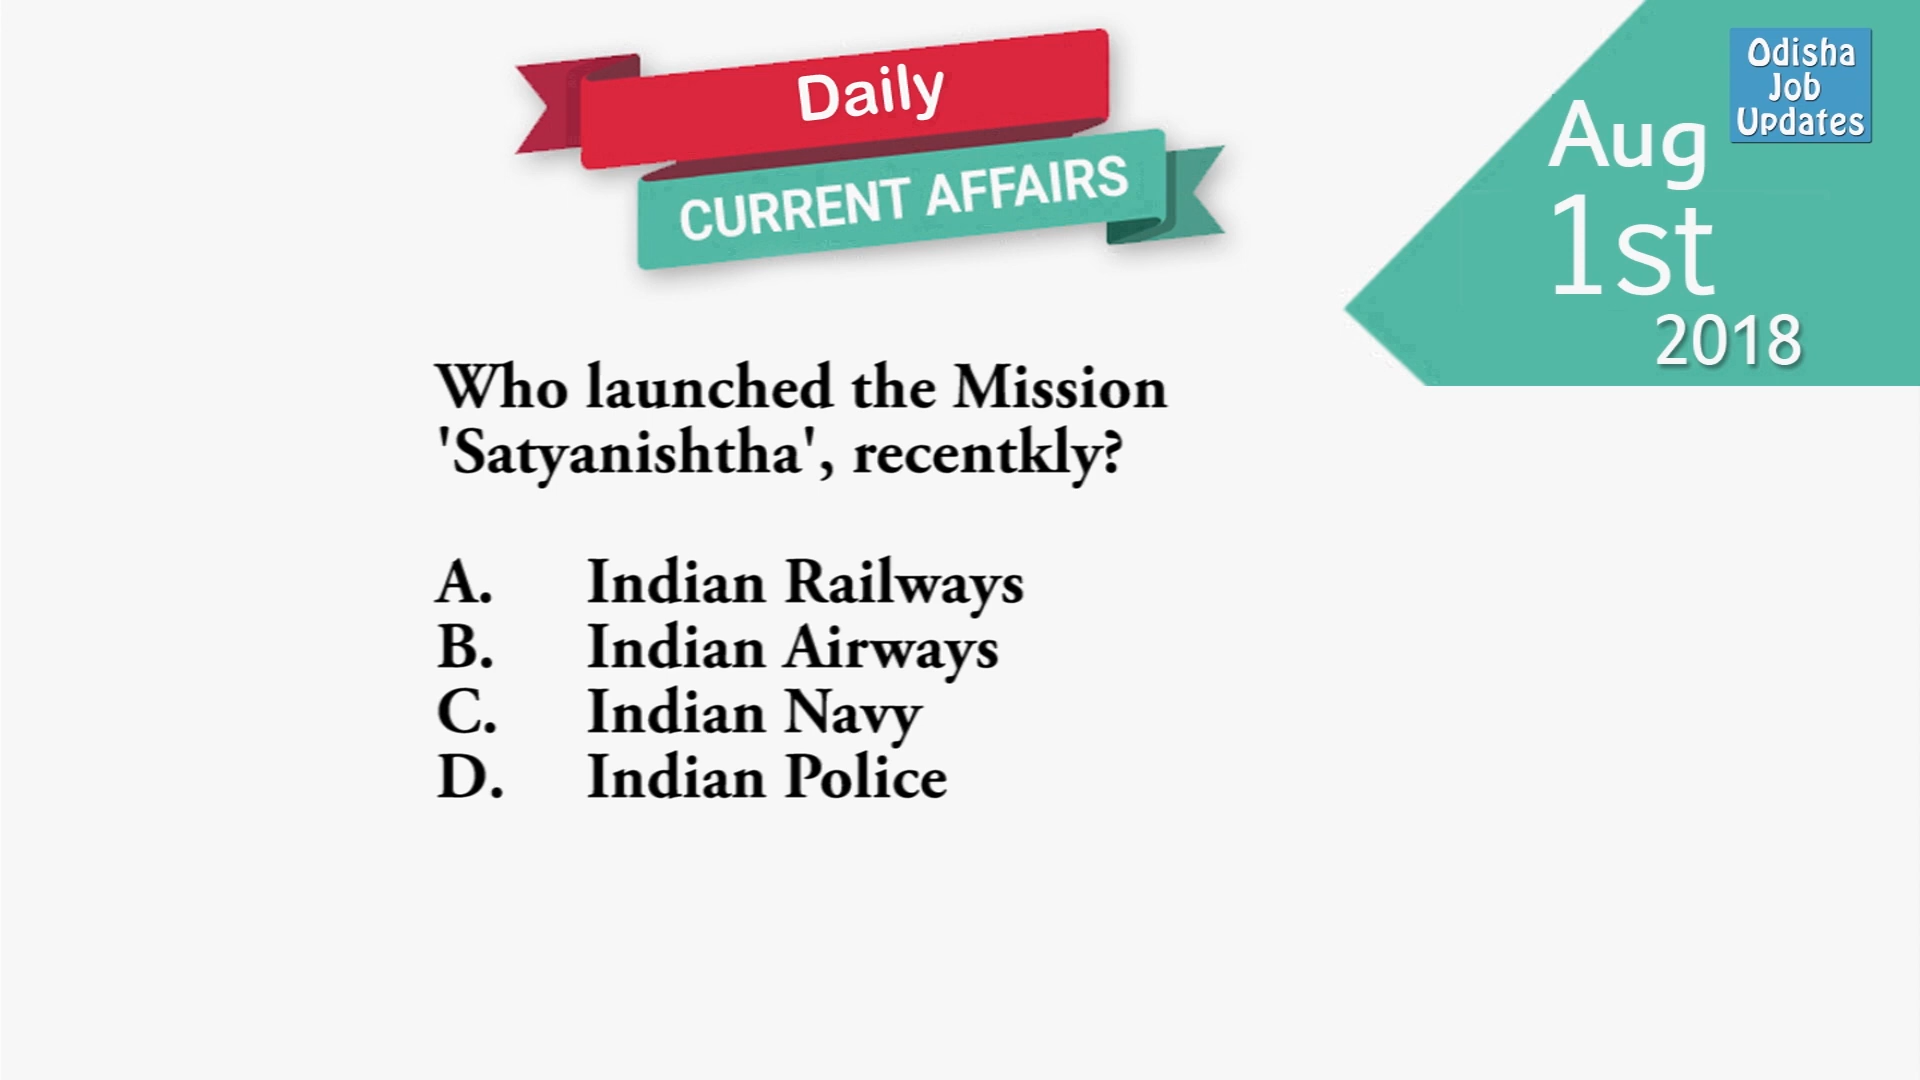 Daily
CURRENT AFFAIRS
Odisha
Job
Updates
Aug
1st
2018
Who launched the Mission
'Satyanishtha', recentkly?
A. Indian Railways
B. Indian Airways
C. Indian Navy
D. Indian Police